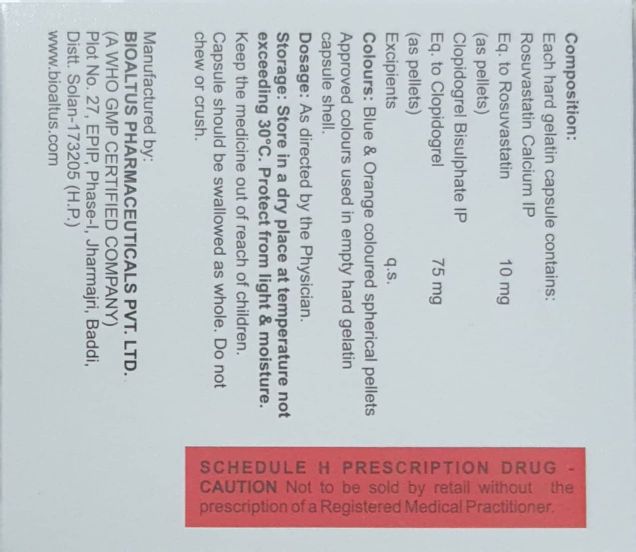 Composition:
Each hard gelatin capsule contains:
Rosuvastatin Calcium IP
Eq. to Rosuvastatin 10 mg
(as pellets)
Clopidogrel Bisulphate IP
Eq. to Clopidogrel 75 mg
(as pellets)
Excipients q.s.
Colours: Blue & Orange coloured spherical pellets
Approved colours used in empty hard gelatin
capsule shell.
Dosage: As directed by the Physician.
Storage: Store in a dry place at temperature not
exceeding 30°C. Protect from light & moisture.
Keep the medicine out of reach of children.
Capsule should be swallowed as whole. Do not
chew or crush.
Manufactured by:
BIOALTUS PHARMACEUTICALS PVT. LTD.
(A WHO GMP CERTIFIED COMPANY)
Plot No. 27, EPIP, Phase-I, Jharmajri, Baddi,
Distt. Solan-173205 (H.P.)
www.bioaltus.com
SCHEDULE H PRESCRIPTION DRUG -
CAUTION Not to be sold by retail without the
prescription of a Registered Medical Practitioner.